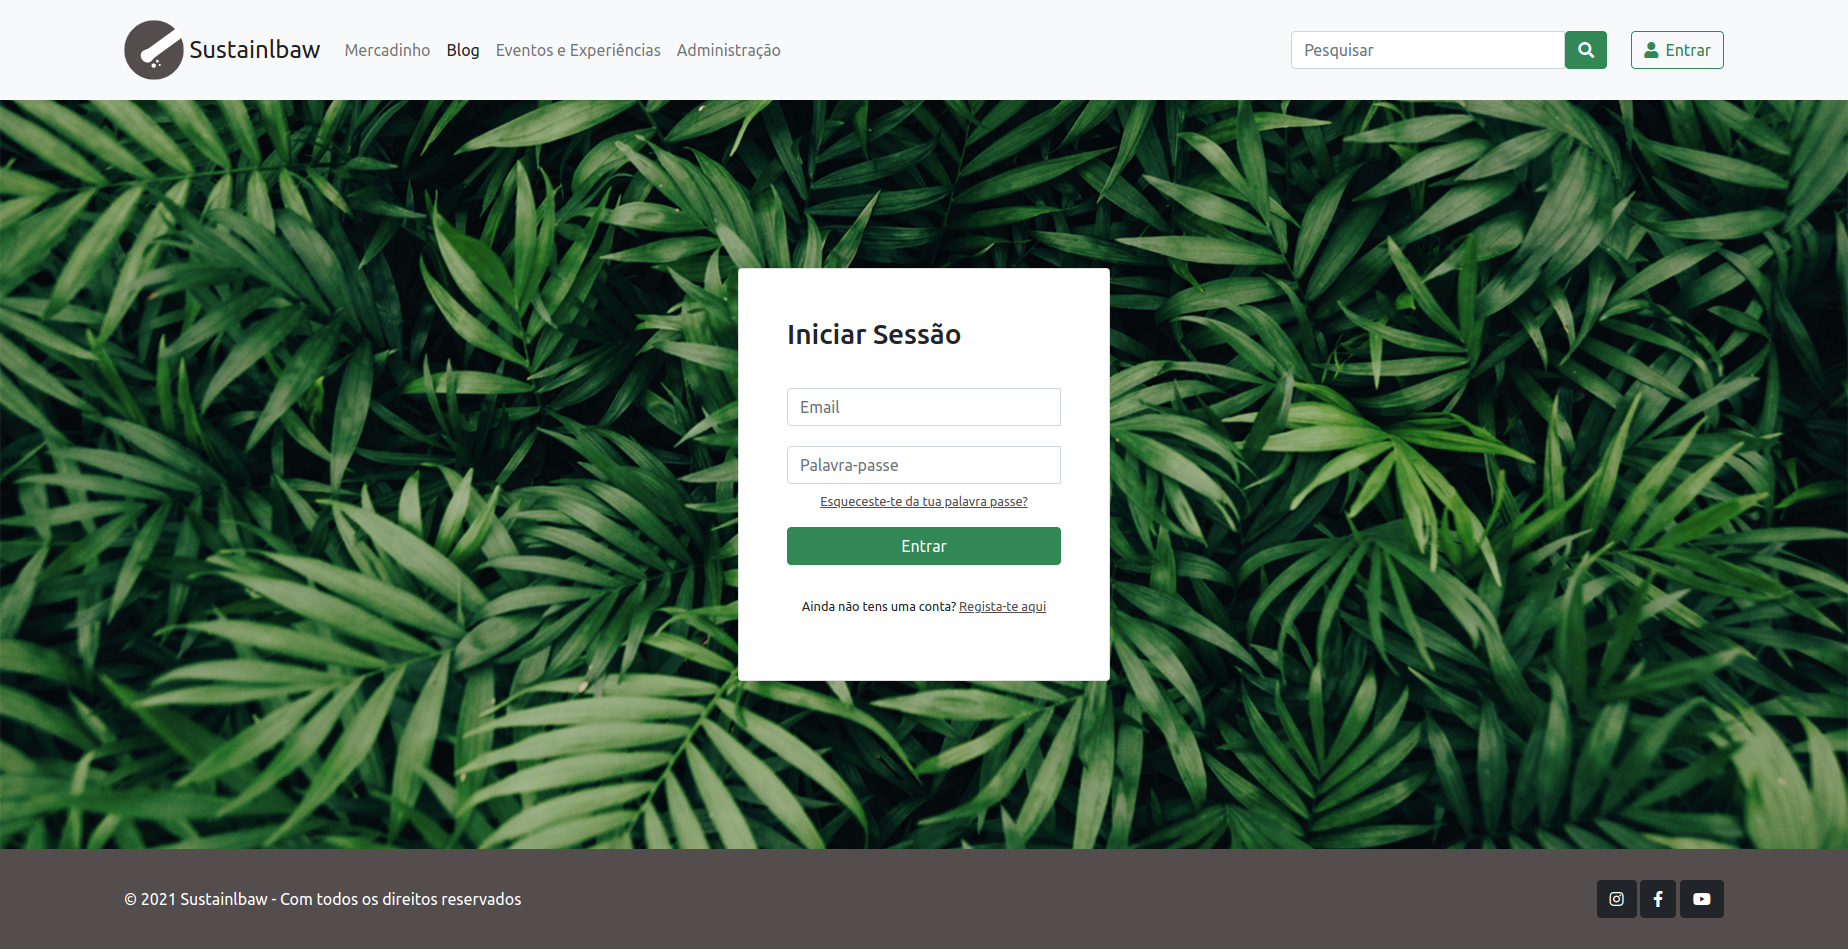 Sustainlbaw Mercadinho Blog Eventos e Experiências Administração Pesquisar Entrar
Iniciar Sessão
Email
Palavra-passe
Esqueceste-te da tua palavra passe?
Entrar
Ainda não tens uma conta? Regista-te aqui
© 2021 Sustainlbaw - Com todos os direitos reservados